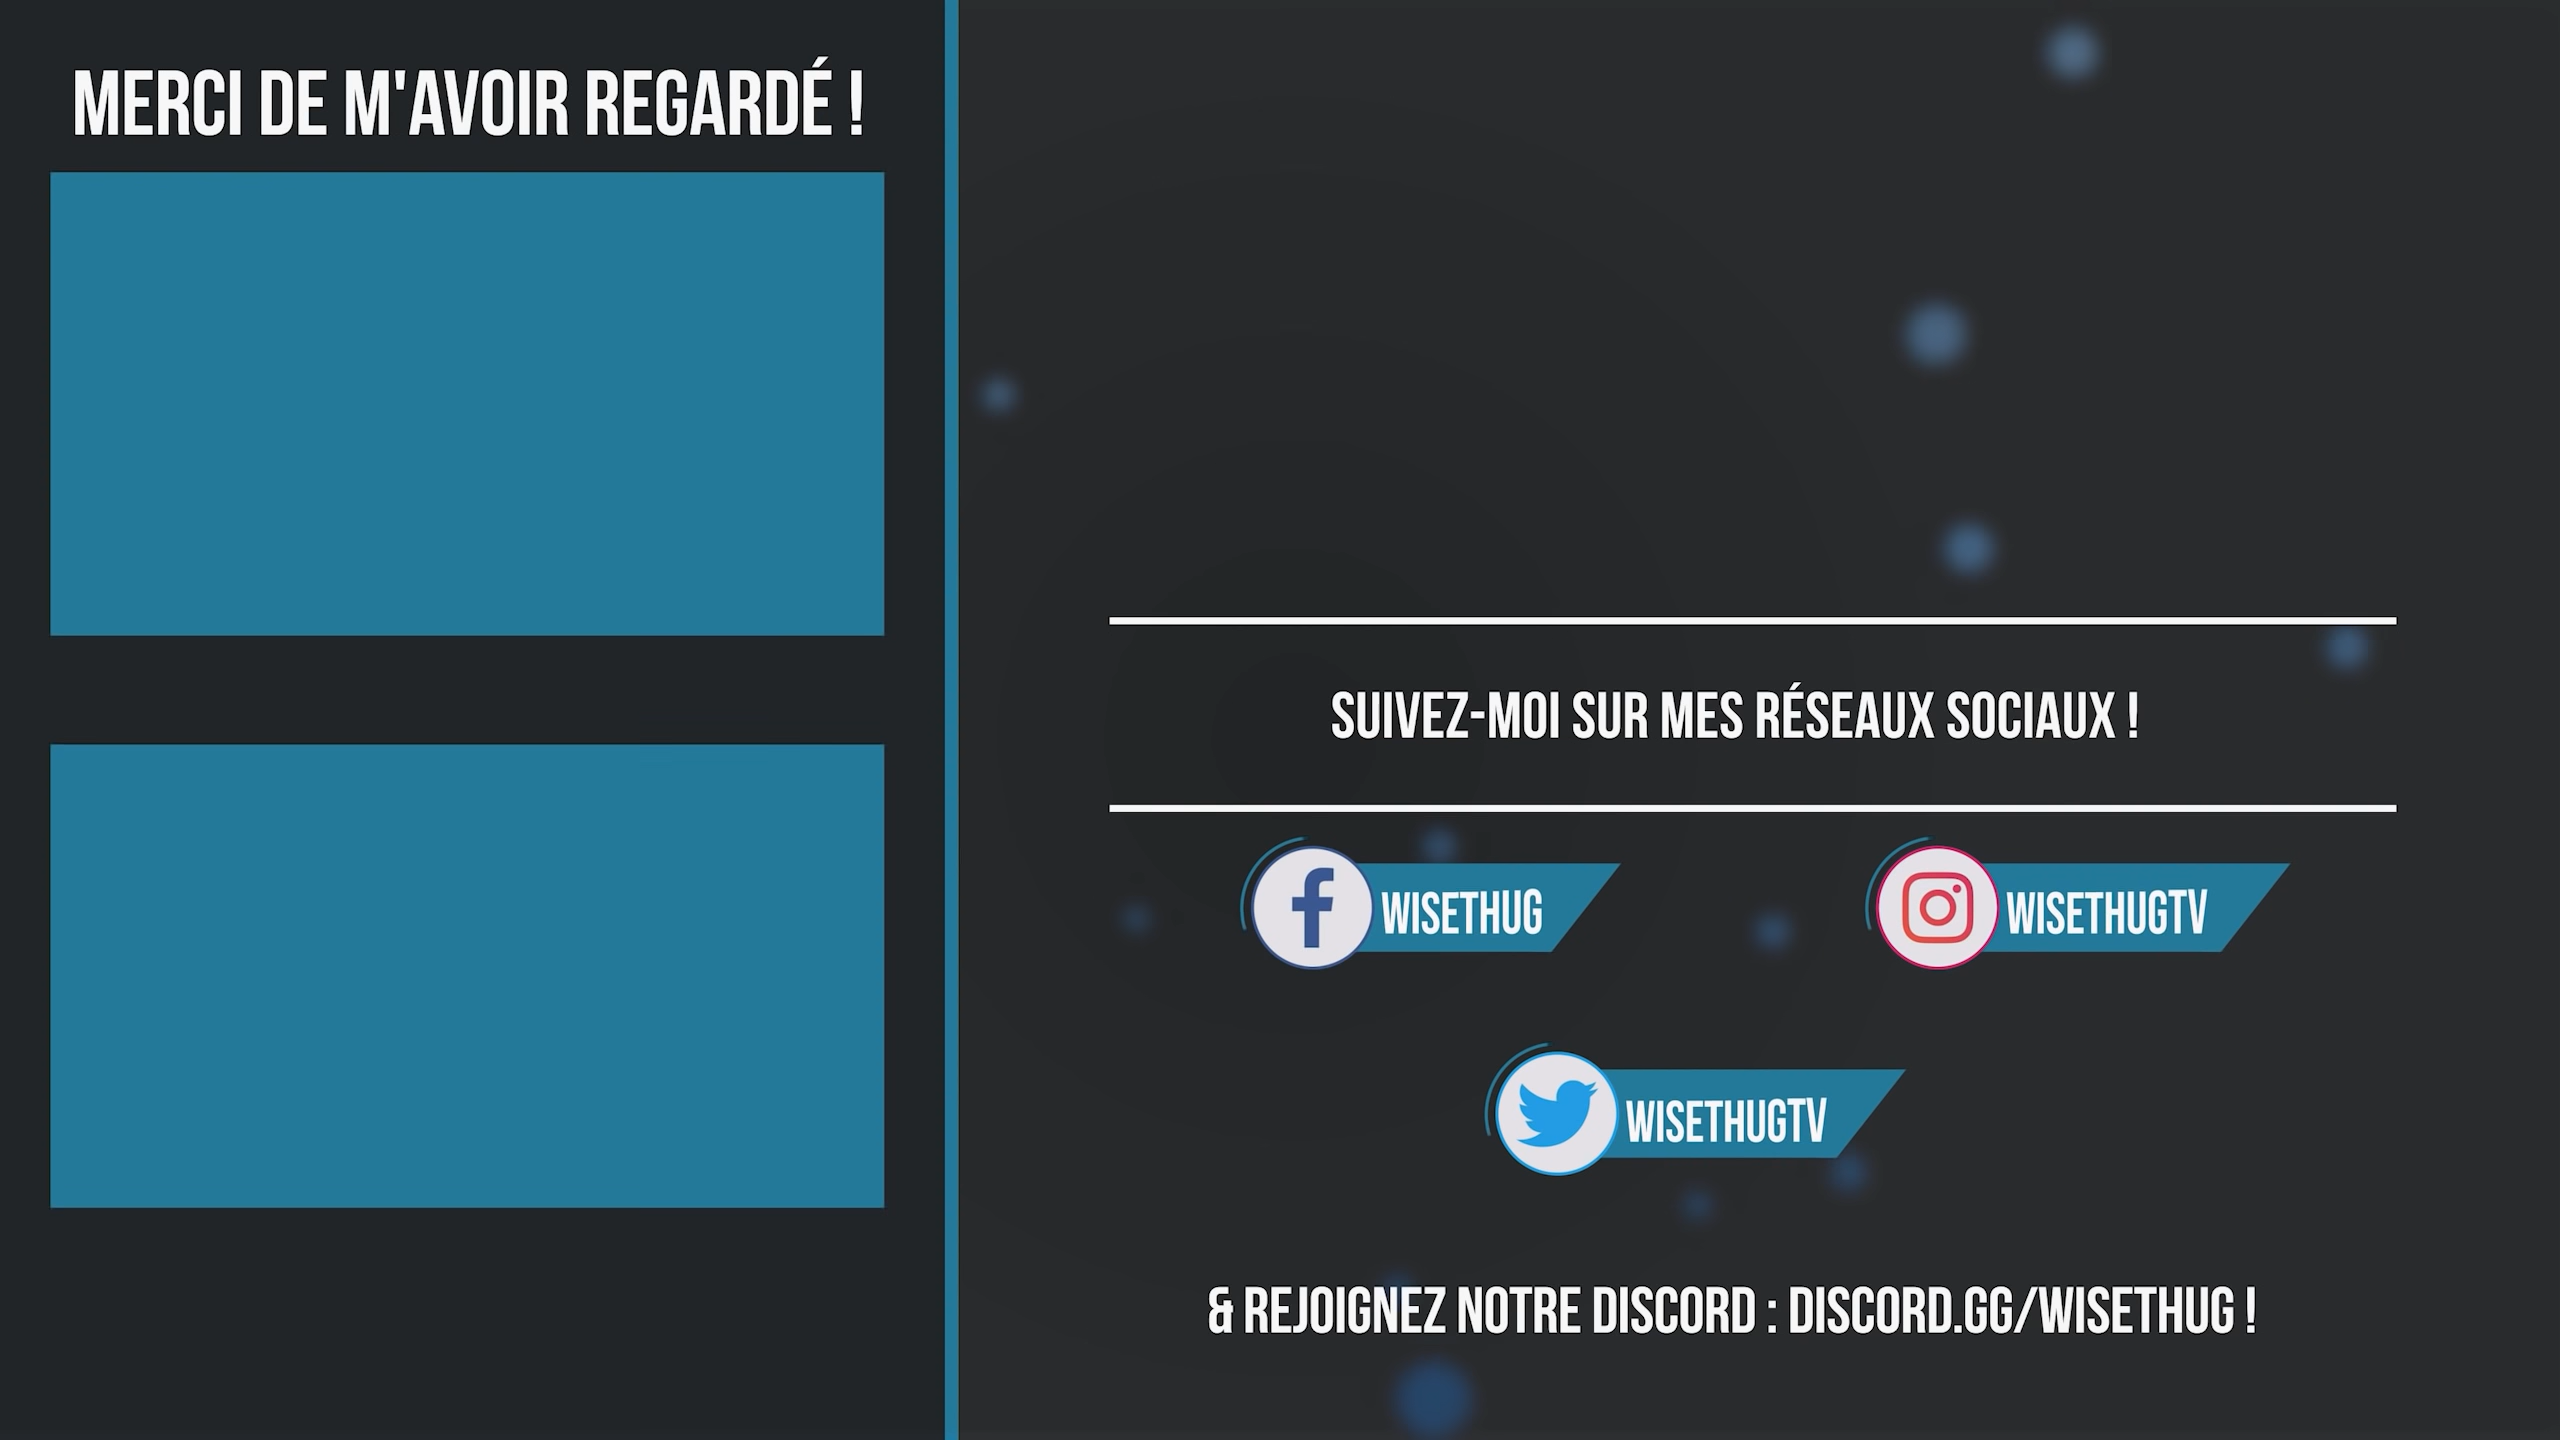 MERCI DE M'AVOIR REGARDÉ !
SUIVEZ-MOI SUR MES RÉSEAUX SOCIAUX !
WISETHUG
WISETHUGTV
WISETHUGTV
& REJOIGNEZ NOTRE DISCORD : DISCORD.GG/WISETHUG !